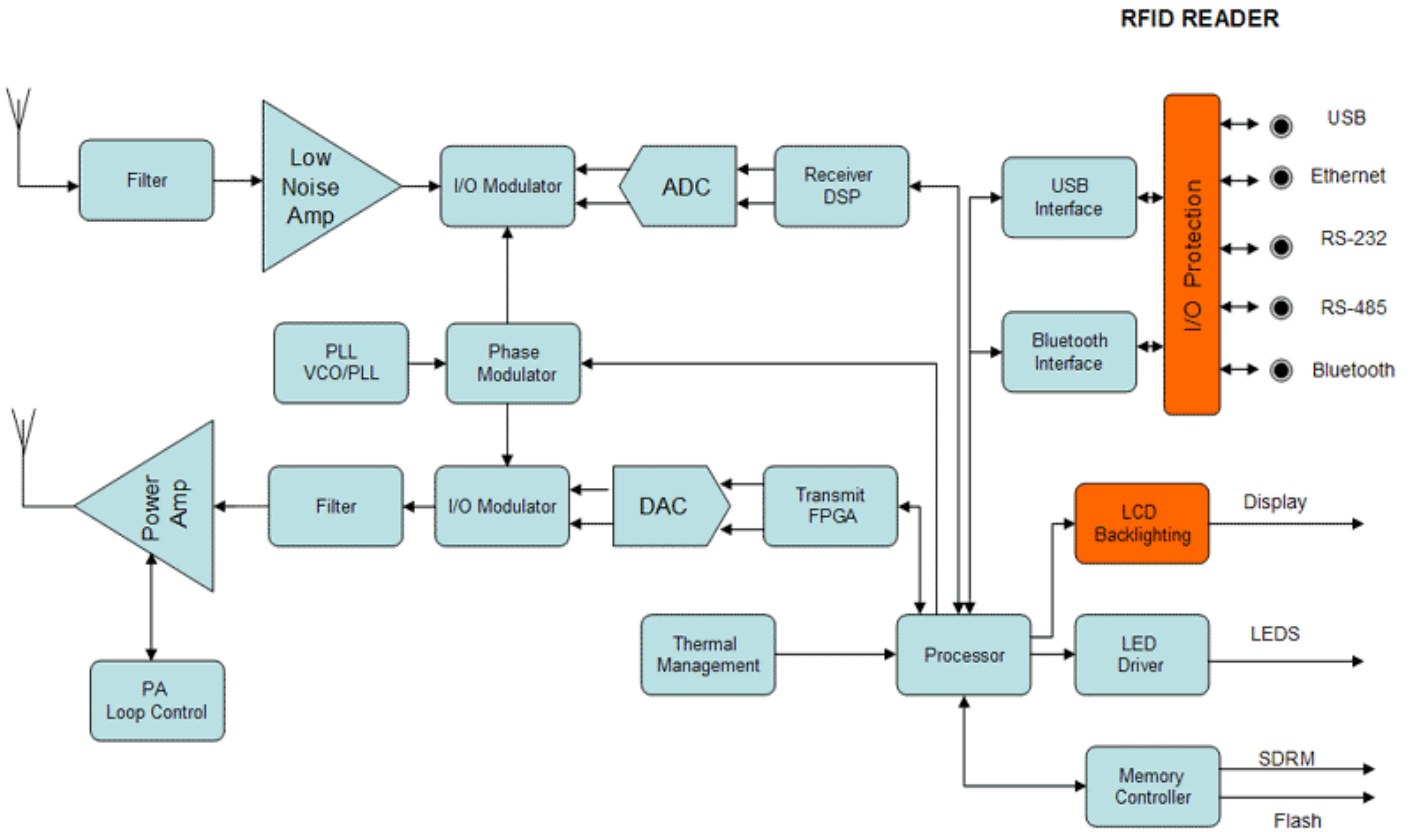 RFID READER
Filter
Low
Noise
Amp
I/O Modulator
ADC
Receiver
DSP
USB
Interface
I/O Protection
USB
Ethernet
RS-232
RS-485
Bluetooth
PLL
VCO/PLL
Phase
Modulator
Bluetooth
Interface
Power
Amp
Filter
I/O Modulator
DAC
Transmit
FPGA
LCD
Backlighting
Display
PA
Loop Control
Thermal
Management
Processor
LED
Driver
LEDS
Memory
Controller
SDRM
Flash